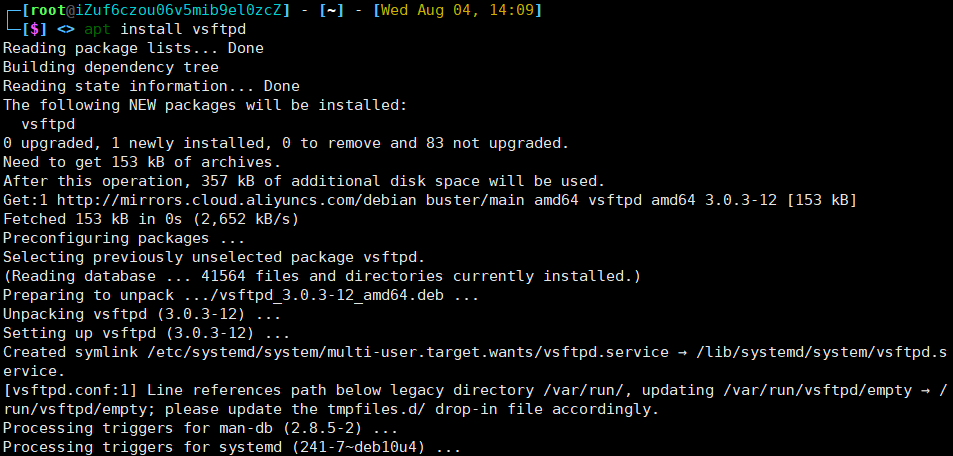 ┌─[root@iZuf6czou06v5mib9el0zcZ] - [~] - [Wed Aug 04, 14:09]
└─[$] <> apt install vsftpd
Reading package lists... Done
Building dependency tree
Reading state information... Done
The following NEW packages will be installed:
  vsftpd
0 upgraded, 1 newly installed, 0 to remove and 83 not upgraded.
Need to get 153 kB of archives.
After this operation, 357 kB of additional disk space will be used.
Get:1 http://mirrors.cloud.aliyuncs.com/debian buster/main amd64 vsftpd amd64 3.0.3-12 [153 kB]
Fetched 153 kB in 0s (2,652 kB/s)
Preconfiguring packages ...
Selecting previously unselected package vsftpd.
(Reading database ... 41564 files and directories currently installed.)
Preparing to unpack .../vsftpd_3.0.3-12_amd64.deb ...
Unpacking vsftpd (3.0.3-12) ...
Setting up vsftpd (3.0.3-12) ...
Created symlink /etc/systemd/system/multi-user.target.wants/vsftpd.service → /lib/systemd/system/vsftpd.s
ervice.
[vsftpd.conf:1] Line references path below legacy directory /var/run/, updating /var/run/vsftpd/empty → /
run/vsftpd/empty; please update the tmpfiles.d/ drop-in file accordingly.
Processing triggers for man-db (2.8.5-2) ...
Processing triggers for systemd (241-7~deb10u4) ...